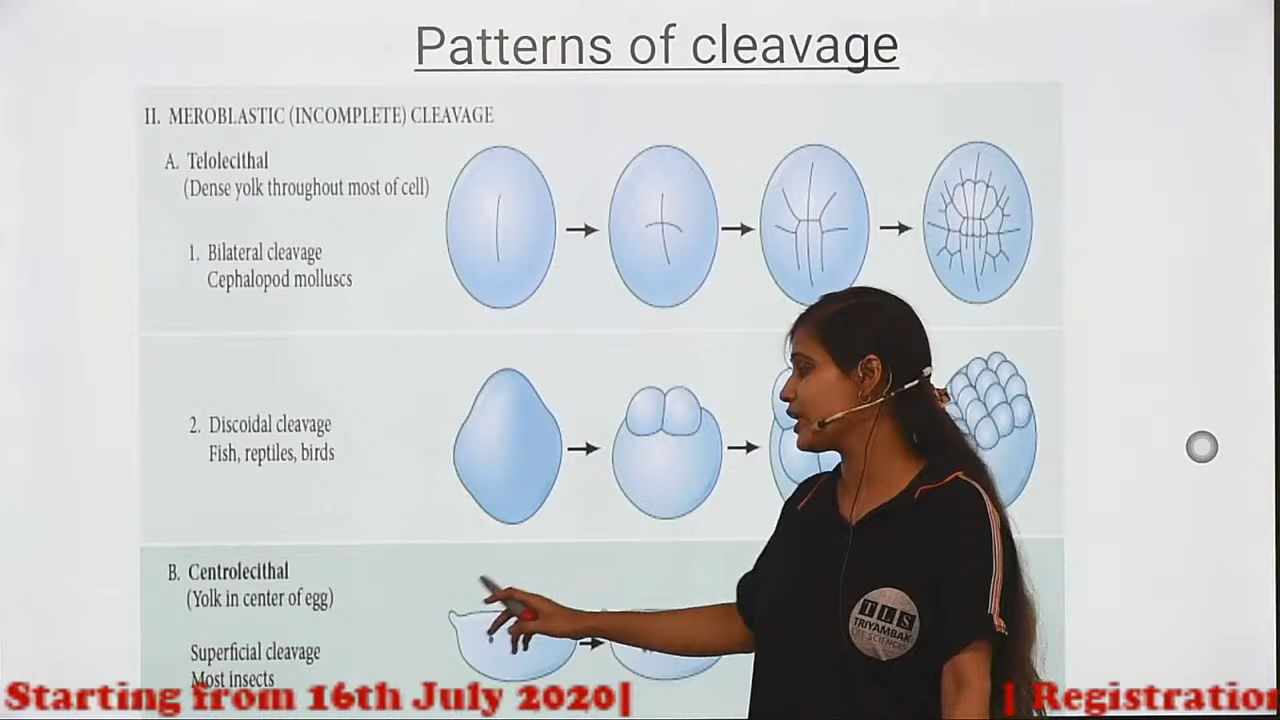 Patterns of cleavage
II. MEROBLASTIC (INCOMPLETE) CLEAVAGE
A. Telolecithal
(Dense yolk throughout most of cell)
1. Bilateral cleavage
Cephalopod molluscs
2. Discoidal cleavage
Fish, reptiles, birds
B. Centrolecithal
(Yolk in center of egg)
Superficial cleavage
Most insects
TLS
TRIYAMBAK
LIFE SCIENCES
Starting from 16th July 2020| | Registration